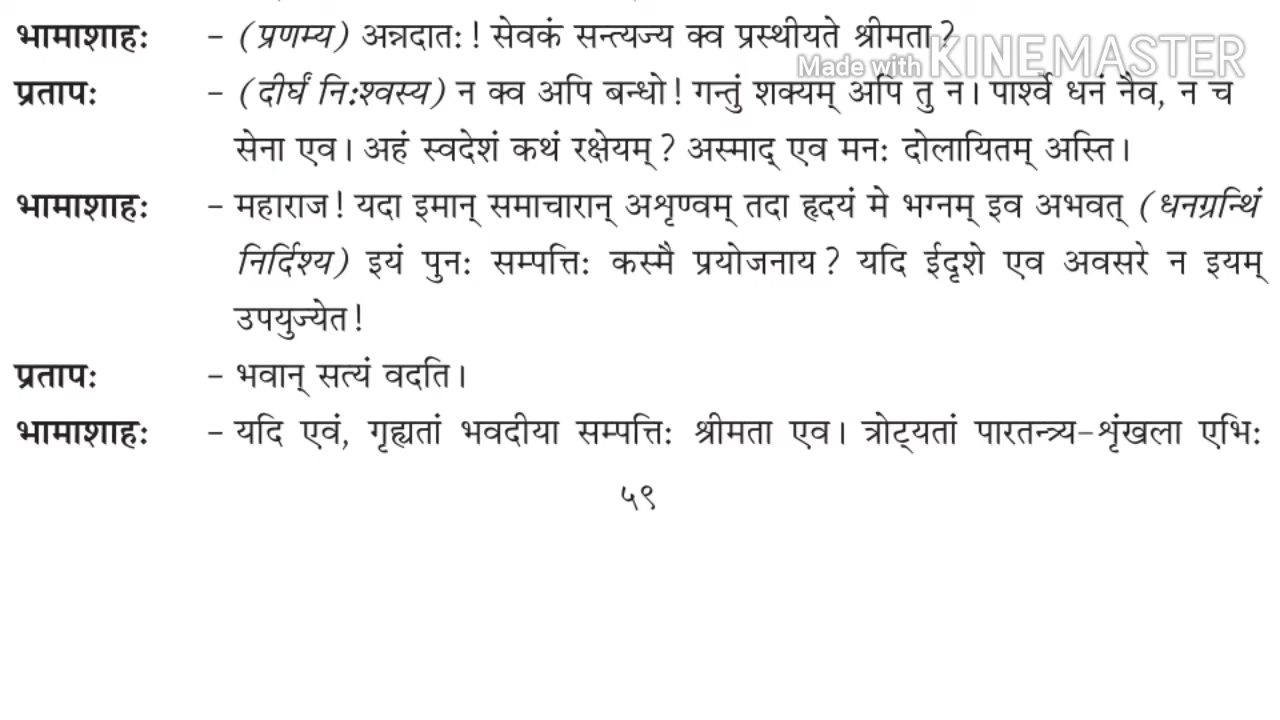 भामाशाहः - (प्रणम्य) अन्नदातः! सेवकं सन्त्यज्य क्व प्रस्थीयते श्रीमता?
Made with KINEMASTER
प्रतापः - (दीर्घं निःश्वस्य) न क्व अपि बन्धो! गन्तुं शक्यम् अपि तु न। पार्श्वे धनं नैव, न च
सेना एव। अहं स्वदेशं कथं रक्षेयम्? अस्माद् एव मनः दोलायितम् अस्ति।
भामाशाहः - महाराज! यदा इमान् समाचारान् अशृण्वम् तदा हृदयं मे भग्नम् इव अभवत् (धनग्रन्थिं
निर्दिश्य) इयं पुनः सम्पत्तिः कस्मै प्रयोजनाय? यदि ईदृशे एव अवसरे न इयम्
उपयुज्येत!
प्रतापः - भवान् सत्यं वदति।
भामाशाहः - यदि एवं, गृह्यतां भवदीया सम्पत्तिः श्रीमता एव। त्रोट्यतां पारतन्त्र्य-शृंखला एभिः
५९